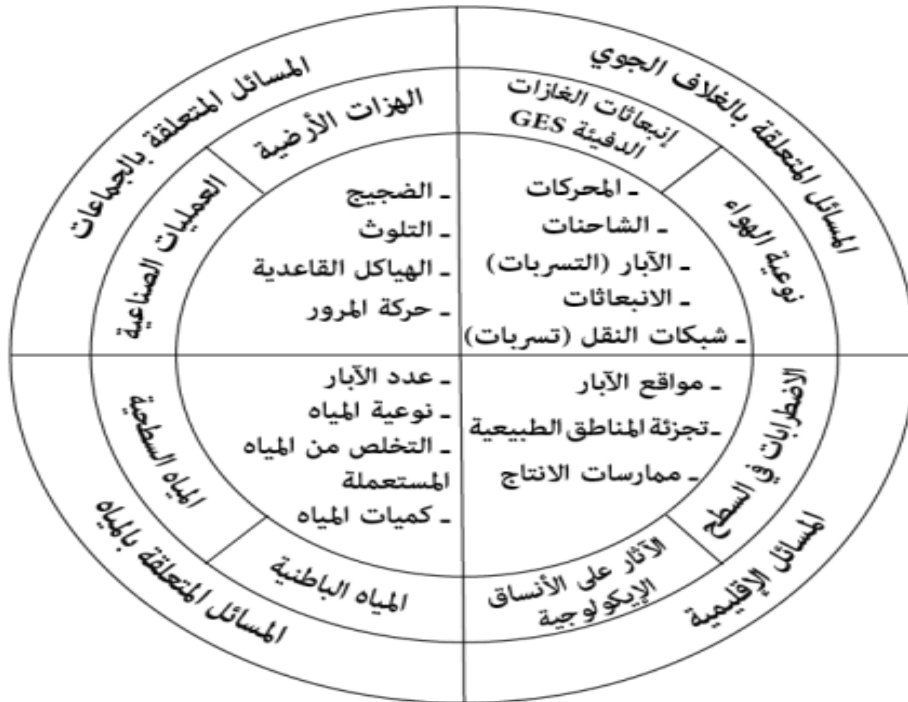 المسائل المتعلقة بالغلاف الجوي
إنبعاثات الغازات
الدفيئة GES
نوعية الهواء
ـ المحركات
ـ الشاحنات
ـ الآبار (التسربات)
ـ الانبعاثات
ـ شبكات النقل (تسربات)
المسائل المتعلقة بالجماعات
الهزات الأرضية
العمليات الصناعية
ـ الضجيج
ـ التلوث
ـ الهياكل القاعدية
ـ حركة المرور
الاضطرابات في السطح
ـ مواقع الآبار
ـ تجزئة المناطق الطبيعية
ـ ممارسات الانتاج
الآثار على الأنساق
الإيكولوجية
المسائل الإقليمية
المياه السطحية
ـ عدد الآبار
ـ نوعية المياه
ـ التخلص من المياه
المستعملة
ـ كميات المياه
المياه الباطنية
المسائل المتعلقة بالمياه